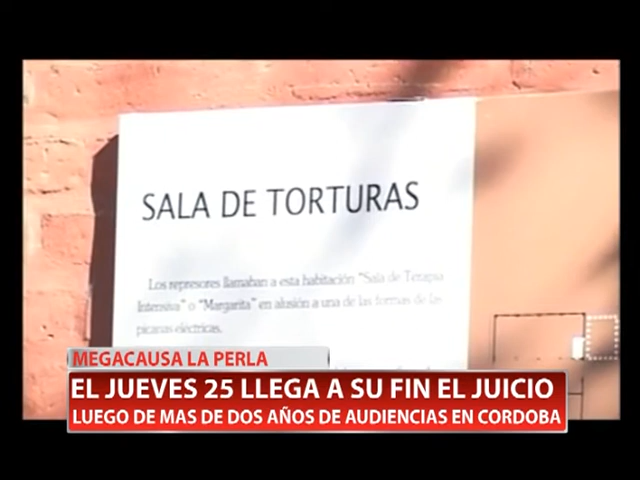 SALA DE TORTURAS
Los represores llamaban a esta habitación "Sala de Terapia
Intensiva" o "Margarita" en alusión a una de las formas de las
picanas eléctricas.
MEGACAUSA LA PERLA
EL JUEVES 25 LLEGA A SU FIN EL JUICIO
LUEGO DE MAS DE DOS AÑOS DE AUDIENCIAS EN CORDOBA